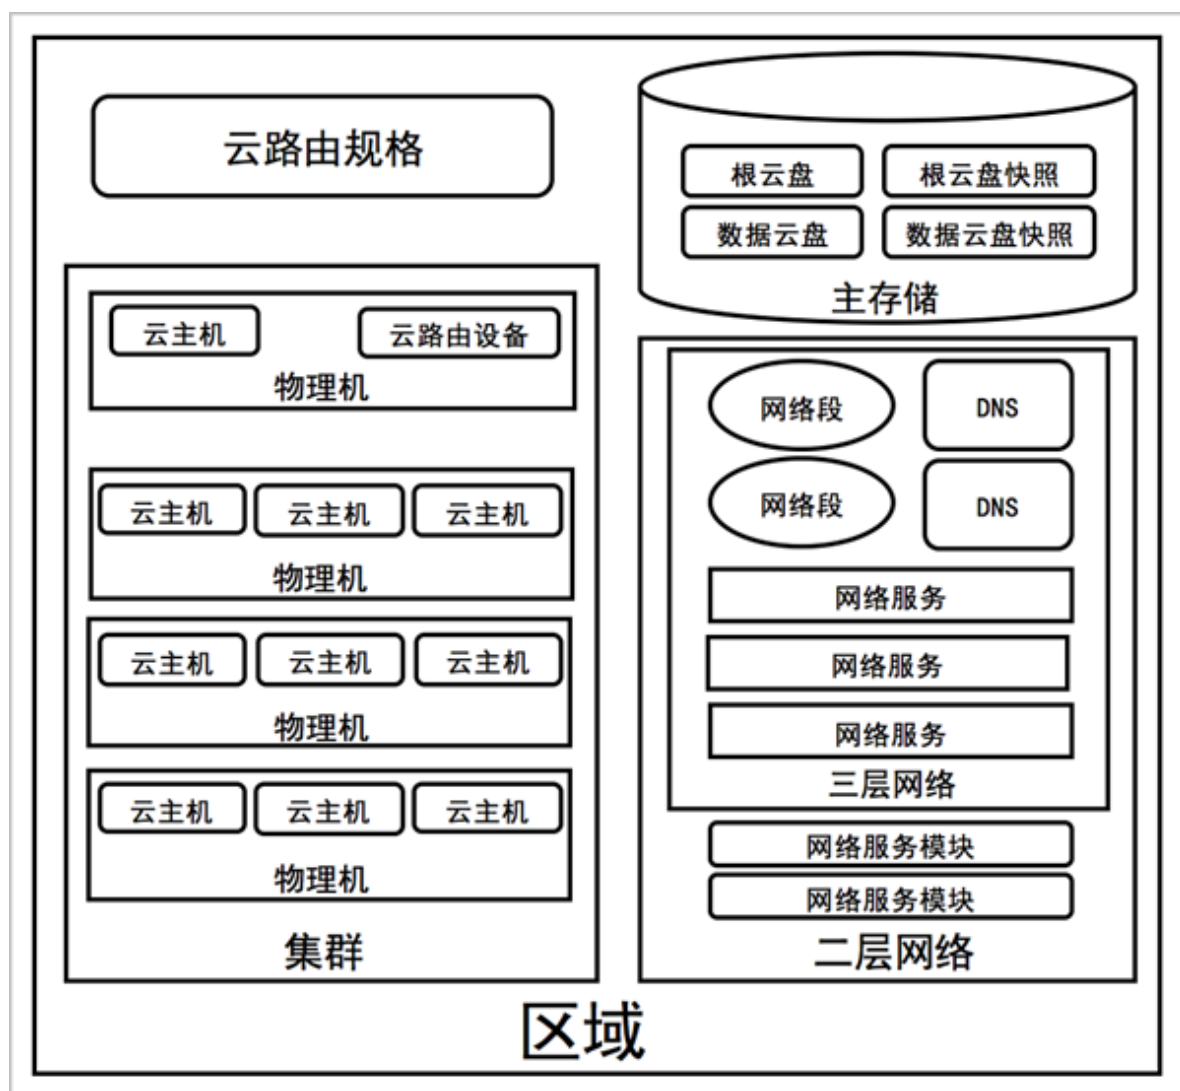 云路由规格
根云盘 根云盘快照
数据云盘 数据云盘快照
主存储
云主机 云路由设备
物理机
云主机 云主机 云主机
物理机
云主机 云主机 云主机
物理机
云主机 云主机 云主机
物理机
集群
网络段 DNS
网络段 DNS
网络服务
网络服务
网络服务
三层网络
网络服务模块
网络服务模块
二层网络
区域